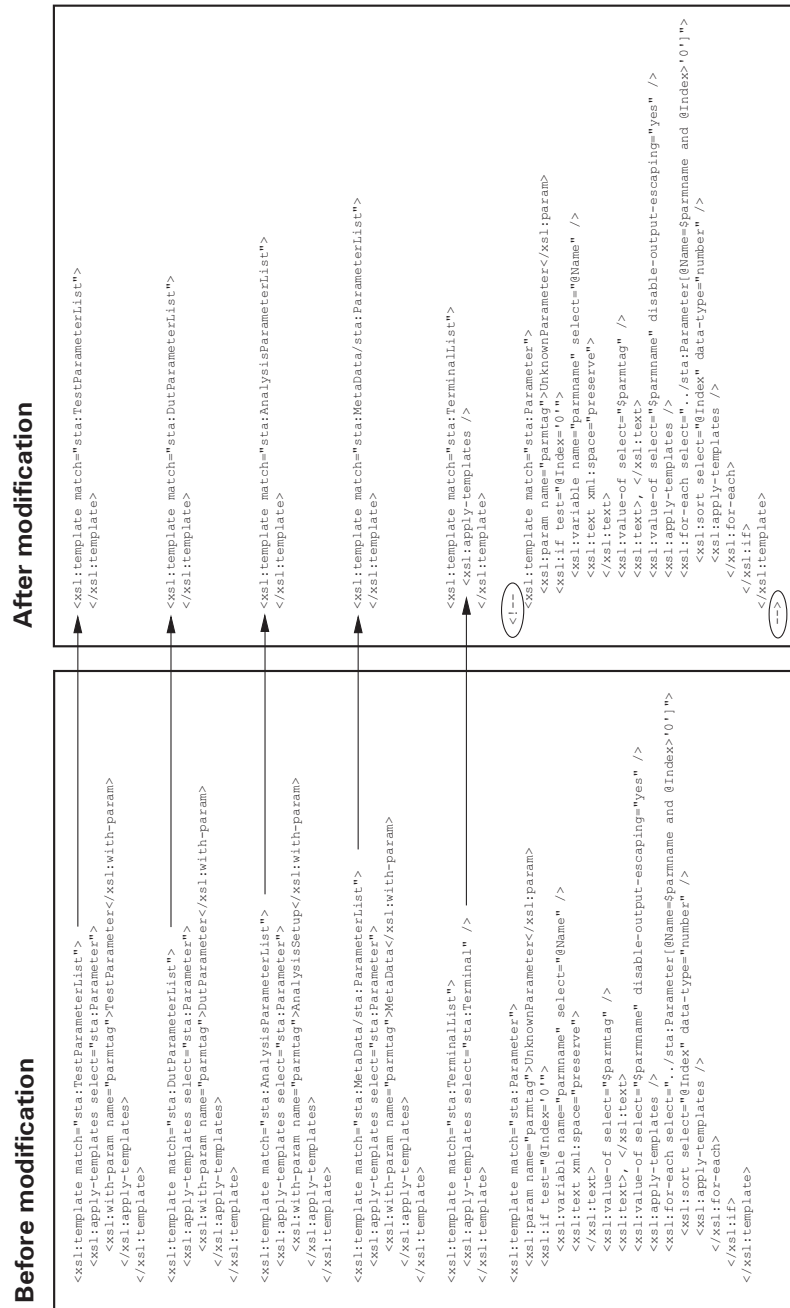 Before modification
<xsl:template match="sta:TestParameterList">
<xsl:apply-templates select="sta:Parameter">
<xsl:with-param name="parmtag">TestParameter</xsl:with-param>
</xsl:apply-templates>
</xsl:template>
<xsl:template match="sta:DutParameterList">
<xsl:apply-templates select="sta:Parameter">
<xsl:with-param name="parmtag">DutParameter</xsl:with-param>
</xsl:apply-templates>
</xsl:template>
<xsl:template match="sta:AnalysisParameterList">
<xsl:apply-templates select="sta:Parameter">
<xsl:with-param name="parmtag">AnalysisSetup</xsl:with-param>
</xsl:apply-templates>
</xsl:template>
<xsl:template match="sta:MetaData/sta:ParameterList">
<xsl:apply-templates select="sta:Parameter">
<xsl:with-param name="parmtag">MetaData</xsl:with-param>
</xsl:apply-templates>
</xsl:template>
<xsl:template match="sta:TerminalList">
<xsl:apply-templates select="sta:Terminal" />
</xsl:template>
<xsl:template match="sta:Parameter">
<xsl:param name="parmtag">UnknownParameter</xsl:param>
<xsl:if test="@Index='0'">
<xsl:variable name="parmname" select="@Name" />
<xsl:text xml:space="preserve">
</xsl:text>
<xsl:value-of select="$parmtag" />
<xsl:text>, </xsl:text>
<xsl:value-of select="$parmname" disable-output-escaping="yes" />
<xsl:apply-templates />
<xsl:for-each select="../sta:Parameter[@Name=$parmname and @Index>'0']">
<xsl:sort select="@Index" data-type="number" />
<xsl:apply-templates />
</xsl:for-each>
</xsl:if>
</xsl:template>
After modification
<xsl:template match="sta:TestParameterList">
</xsl:template>
<xsl:template match="sta:DutParameterList">
</xsl:template>
<xsl:template match="sta:AnalysisParameterList">
</xsl:template>
<xsl:template match="sta:MetaData/sta:ParameterList">
</xsl:template>
<xsl:template match="sta:TerminalList">
<xsl:apply-templates />
</xsl:template>
<!--
<xsl:template match="sta:Parameter">
<xsl:param name="parmtag">UnknownParameter</xsl:param>
<xsl:if test="@Index='0'">
<xsl:variable name="parmname" select="@Name" />
<xsl:text xml:space="preserve">
</xsl:text>
<xsl:value-of select="$parmtag" />
<xsl:text>, </xsl:text>
<xsl:value-of select="$parmname" disable-output-escaping="yes" />
<xsl:apply-templates />
<xsl:for-each select="../sta:Parameter[@Name=$parmname and @Index>'0']">
<xsl:sort select="@Index" data-type="number" />
<xsl:apply-templates />
</xsl:for-each>
</xsl:if>
</xsl:template>
-->